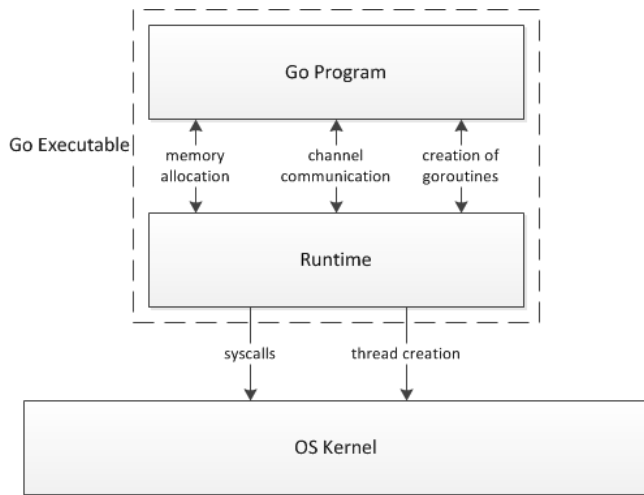 Go Program
Go Executable
memory
allocation
channel
communication
creation of
goroutines
Runtime
syscalls
thread creation
OS Kernel